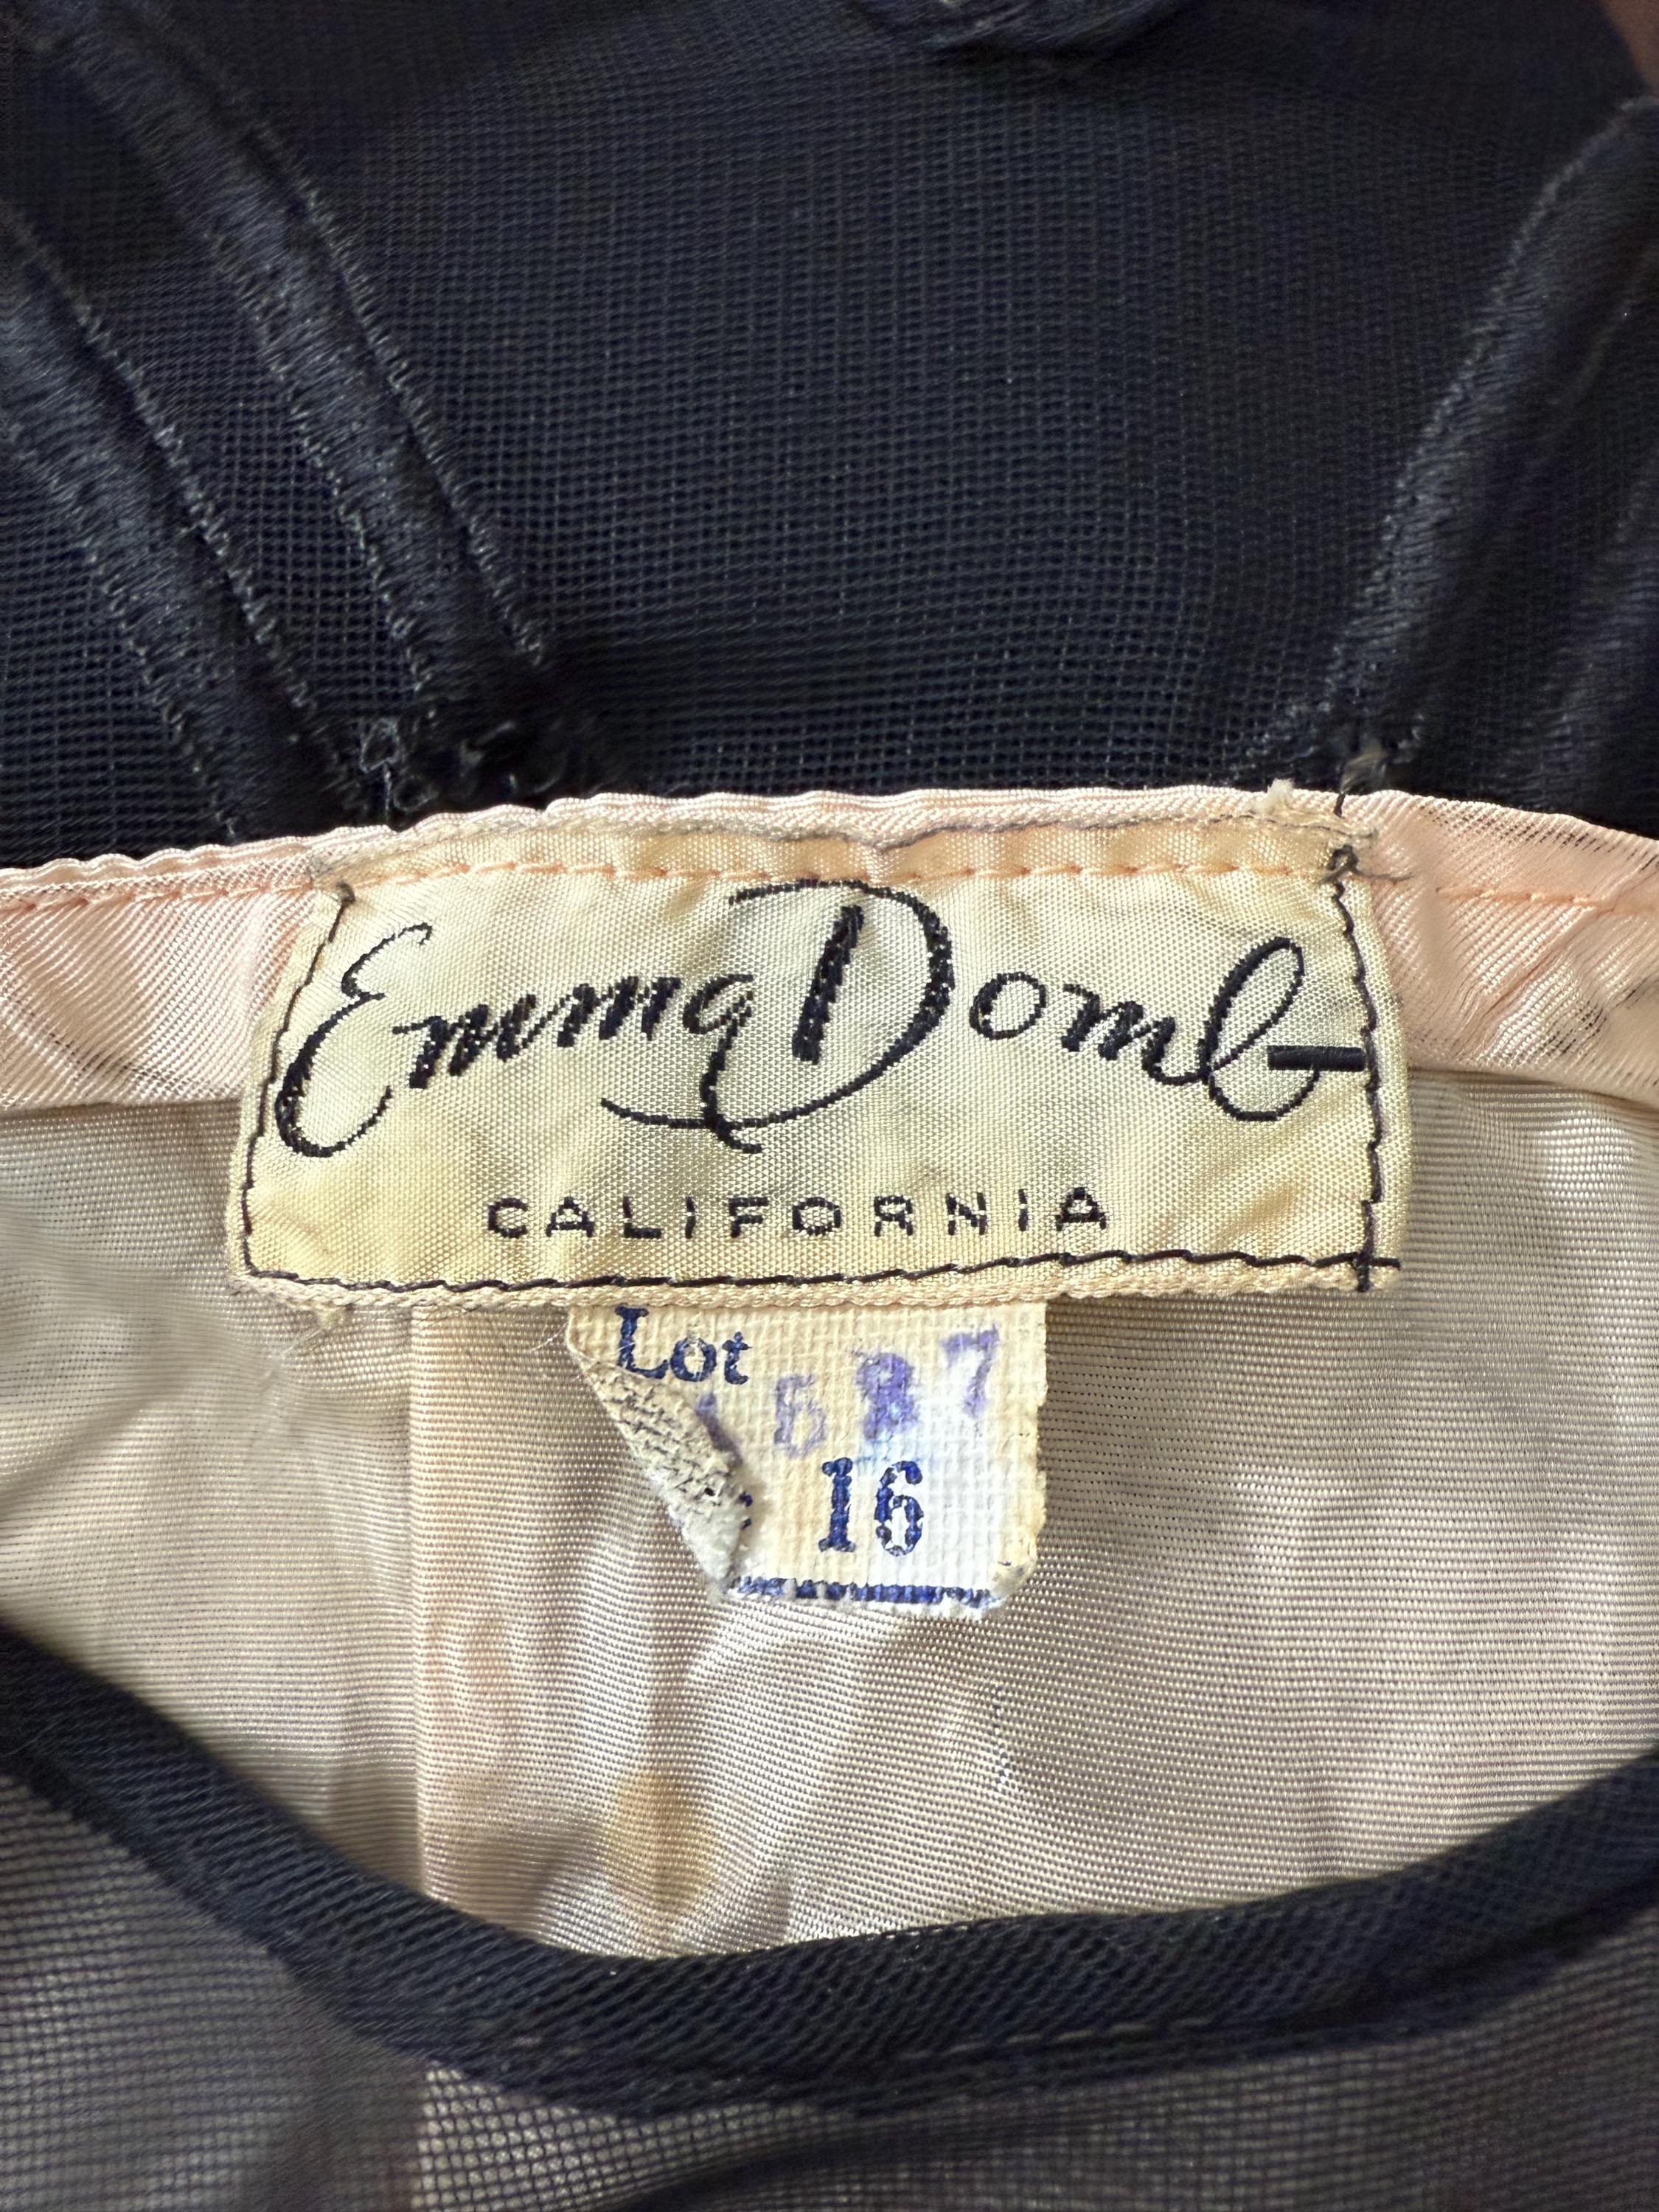 Emma Domb
CALIFORNIA
Lot
16